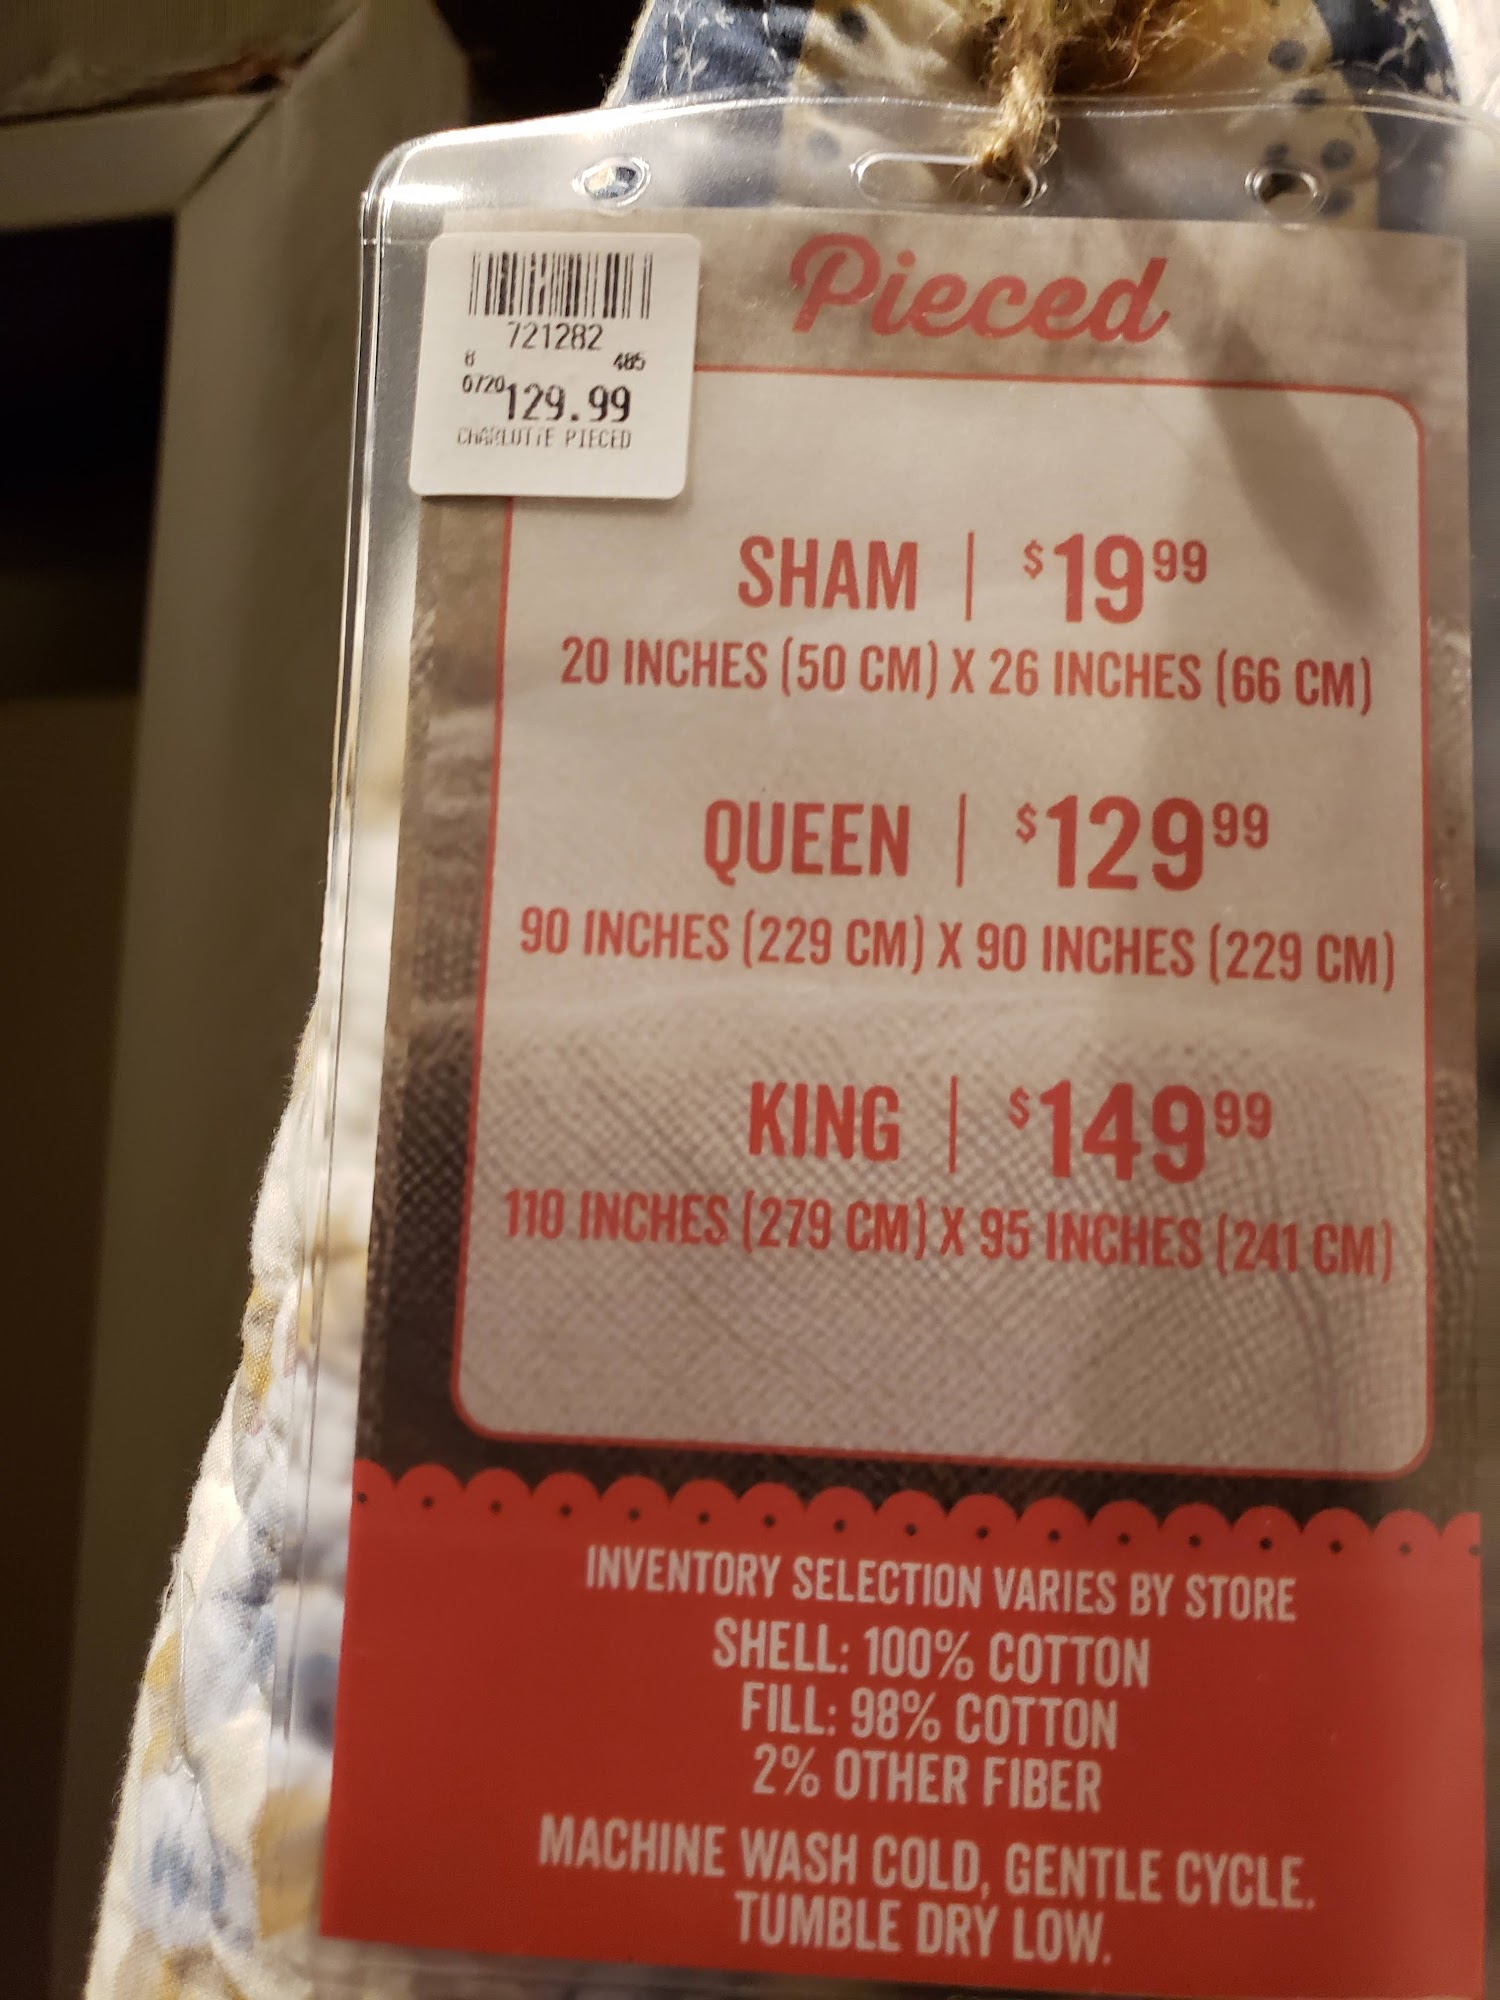 Pieced
721282
8 485
0720 129.99
CHARLOTTE PIECED
SHAM | $19 99
20 INCHES (50 CM) X 26 INCHES (66 CM)
QUEEN | $129 99
90 INCHES (229 CM) X 90 INCHES (229 CM)
KING | $149 99
110 INCHES (279 CM) X 95 INCHES (241 CM)
INVENTORY SELECTION VARIES BY STORE
SHELL: 100% COTTON
FILL: 98% COTTON
2% OTHER FIBER
MACHINE WASH COLD, GENTLE CYCLE.
TUMBLE DRY LOW.